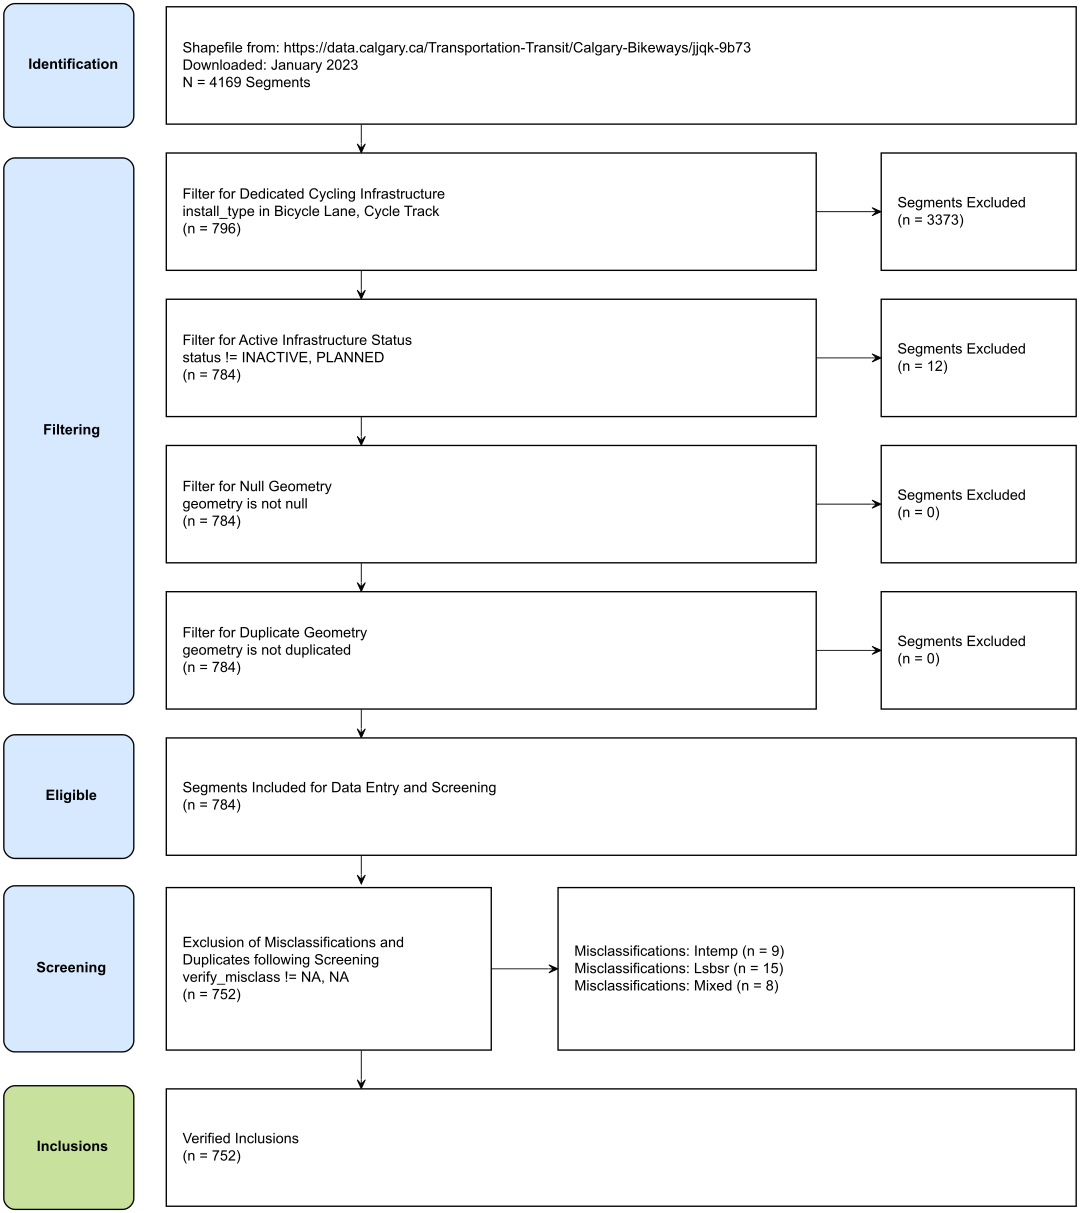 Identification
Shapefile from: https://data.calgary.ca/Transportation-Transit/Calgary-Bikeways/jjqk-9b73
Downloaded: January 2023
N = 4169 Segments
Filtering
Filter for Dedicated Cycling Infrastructure
install_type in Bicycle Lane, Cycle Track
(n = 796)
Segments Excluded
(n = 3373)
Filter for Active Infrastructure Status
status != INACTIVE, PLANNED
(n = 784)
Segments Excluded
(n = 12)
Filter for Null Geometry
geometry is not null
(n = 784)
Segments Excluded
(n = 0)
Filter for Duplicate Geometry
geometry is not duplicated
(n = 784)
Segments Excluded
(n = 0)
Eligible
Segments Included for Data Entry and Screening
(n = 784)
Screening
Exclusion of Misclassifications and
Duplicates following Screening
verify_misclass != NA, NA
(n = 752)
Misclassifications: Intemp (n = 9)
Misclassifications: Lsbsr (n = 15)
Misclassifications: Mixed (n = 8)
Inclusions
Verified Inclusions
(n = 752)